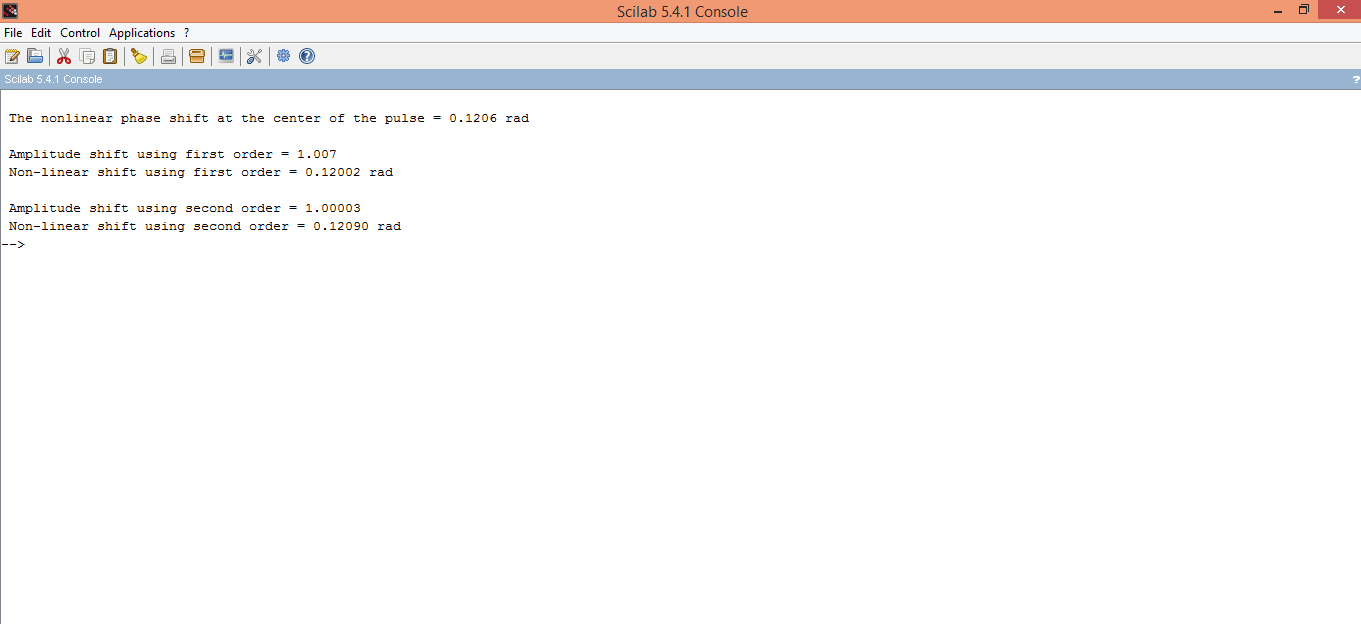 Scilab 5.4.1 Console
File Edit Control Applications ?
Scilab 5.4.1 Console ?
The nonlinear phase shift at the center of the pulse = 0.1206 rad
Amplitude shift using first order = 1.007
Non-linear shift using first order = 0.12002 rad
Amplitude shift using second order = 1.00003
Non-linear shift using second order = 0.12090 rad
-->